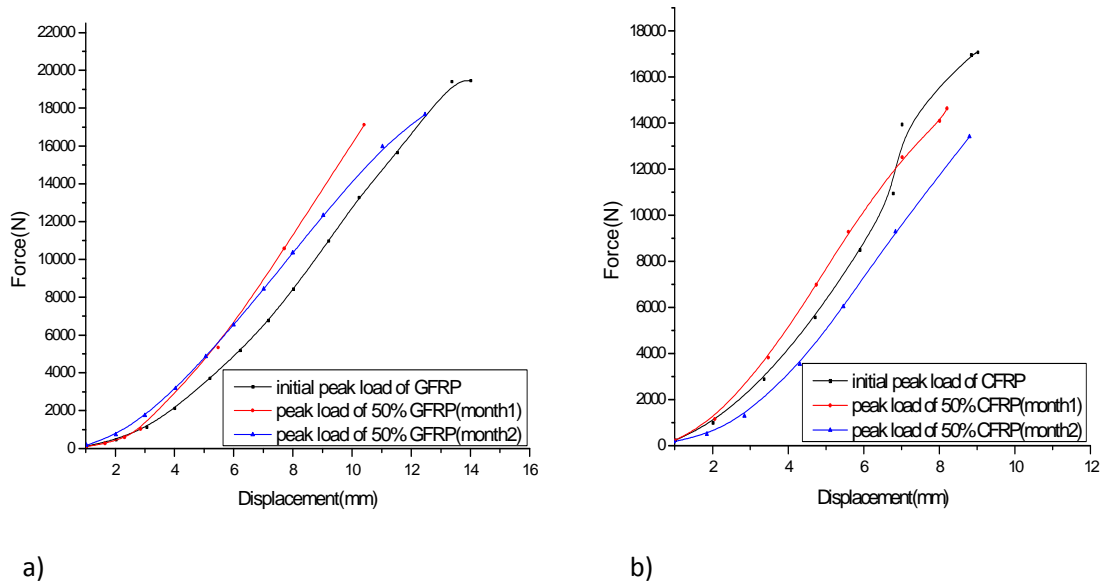 22000
20000
18000
16000
14000
12000
10000
8000
6000
4000
2000
0
Force(N)
initial peak load of GFRP
peak load of 50% GFRP(month1)
peak load of 50% GFRP(month2)
2 4 6 8 10 12 14 16
Displacement(mm)
a)
18000
16000
14000
12000
10000
8000
6000
4000
2000
0
Force(N)
initial peak load of CFRP
peak load of 50% CFRP(month1)
peak load of 50% CFRP(month2)
2 4 6 8 10 12
Displacement(mm)
b)